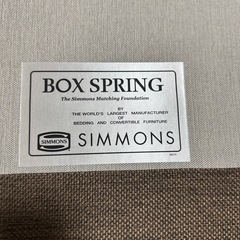 BOX SPRING
The Simmons Matching Foundation
BY
THE WORLD'S LARGEST MANUFACTURER
OF
BEDDING AND CONVERTIBLE FURNITURE
SIMMONS SIMMONS